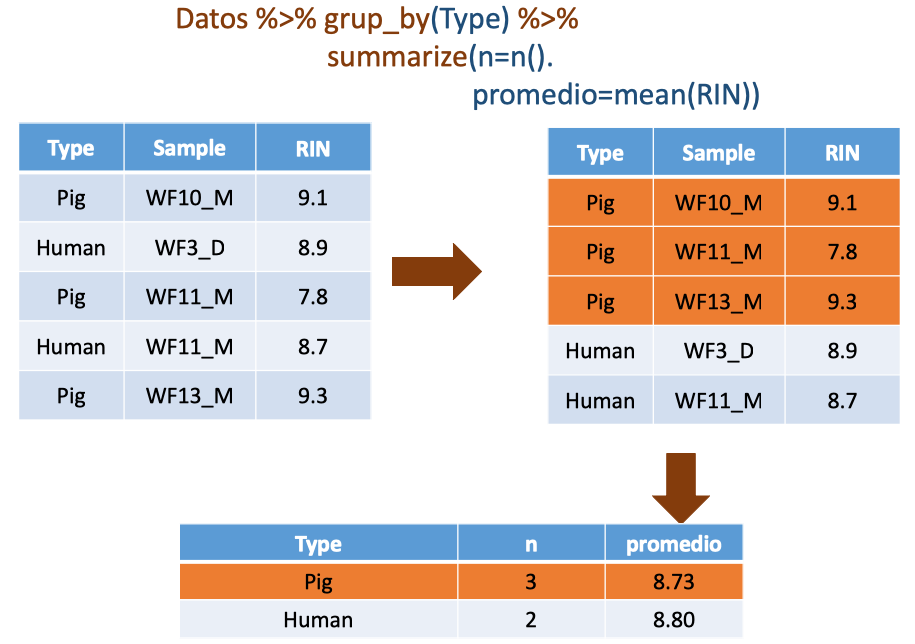 Datos %>% grup_by(Type) %>%
summarize(n=n().
promedio=mean(RIN))
Type Sample RIN
Pig WF10_M 9.1
Human WF3_D 8.9
Pig WF11_M 7.8
Human WF11_M 8.7
Pig WF13_M 9.3
Type Sample RIN
Pig WF10_M 9.1
Pig WF11_M 7.8
Pig WF13_M 9.3
Human WF3_D 8.9
Human WF11_M 8.7
Type n promedio
Pig 3 8.73
Human 2 8.80